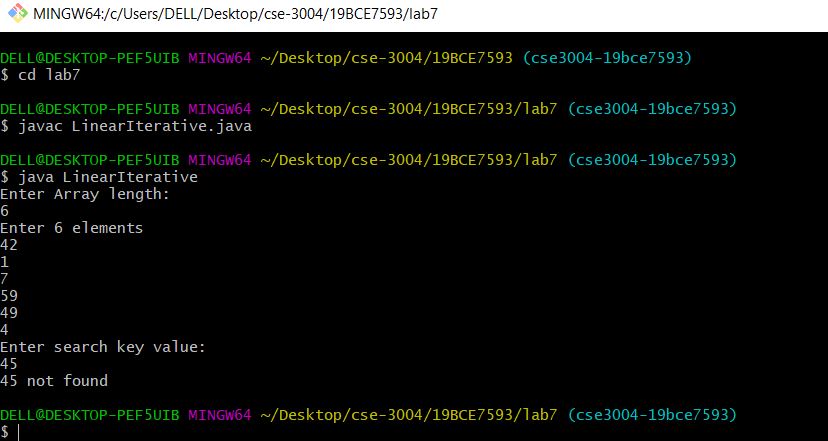 MINGW64:/c/Users/DELL/Desktop/cse-3004/19BCE7593/lab7
DELL@DESKTOP-PEF5UIB MINGW64 ~/Desktop/cse-3004/19BCE7593 (cse3004-19bce7593)
$ cd lab7
DELL@DESKTOP-PEF5UIB MINGW64 ~/Desktop/cse-3004/19BCE7593/lab7 (cse3004-19bce7593)
$ javac LinearIterative.java
DELL@DESKTOP-PEF5UIB MINGW64 ~/Desktop/cse-3004/19BCE7593/lab7 (cse3004-19bce7593)
$ java LinearIterative
Enter Array length:
6
Enter 6 elements
42
1
7
59
49
4
Enter search key value:
45
45 not found
DELL@DESKTOP-PEF5UIB MINGW64 ~/Desktop/cse-3004/19BCE7593/lab7 (cse3004-19bce7593)
$